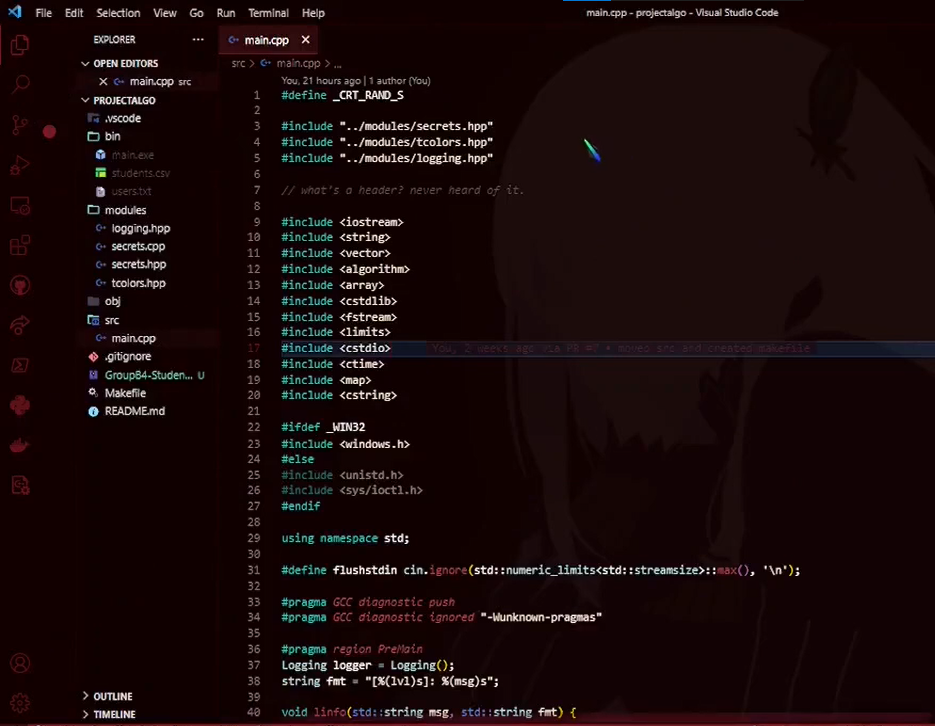 File Edit Selection View Go Run Terminal Help
main.cpp - projectalgo - Visual Studio Code
EXPLORER ...
OPEN EDITORS
main.cpp src
PROJECTALGO
.vscode
bin
main.exe
students.csv
users.txt
modules
logging.hpp
secrets.cpp
secrets.hpp
tcolors.hpp
obj
src
main.cpp
.gitignore
GroupB4-Studen... U
Makefile
README.md
OUTLINE
TIMELINE
main.cpp
src > main.cpp > ...
You, 21 hours ago | 1 author (You)
1 #define _CRT_RAND_S
2
3 #include "../modules/secrets.hpp"
4 #include "../modules/tcolors.hpp"
5 #include "../modules/logging.hpp"
6
7 // what's a header? never heard of it.
8
9 #include <iostream>
10 #include <string>
11 #include <vector>
12 #include <algorithm>
13 #include <array>
14 #include <cstdlib>
15 #include <fstream>
16 #include <limits>
17 #include <cstdio> You, 2 weeks ago via PR #7 • moved src and created makefile
18 #include <ctime>
19 #include <map>
20 #include <cstring>
21
22 #ifdef _WIN32
23 #include <windows.h>
24 #else
25 #include <unistd.h>
26 #include <sys/ioctl.h>
27 #endif
28
29 using namespace std;
30
31 #define flushstdin cin.ignore(std::numeric_limits<std::streamsize>::max(), '\n');
32
33 #pragma GCC diagnostic push
34 #pragma GCC diagnostic ignored "-Wunknown-pragmas"
35
36 #pragma region PreMain
37 Logging logger = Logging();
38 string fmt = "[%(lvl)s]: %(msg)s";
39
40 void linfo(std::string msg, std::string fmt) {